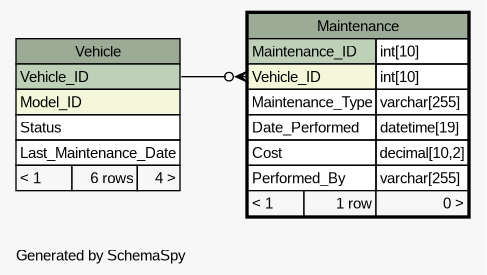 Vehicle
Vehicle_ID
Model_ID
Status
Last_Maintenance_Date
< 1 6 rows 4 >
Maintenance
Maintenance_ID int[10]
Vehicle_ID int[10]
Maintenance_Type varchar[255]
Date_Performed datetime[19]
Cost decimal[10,2]
Performed_By varchar[255]
< 1 1 row 0 >
Generated by SchemaSpy